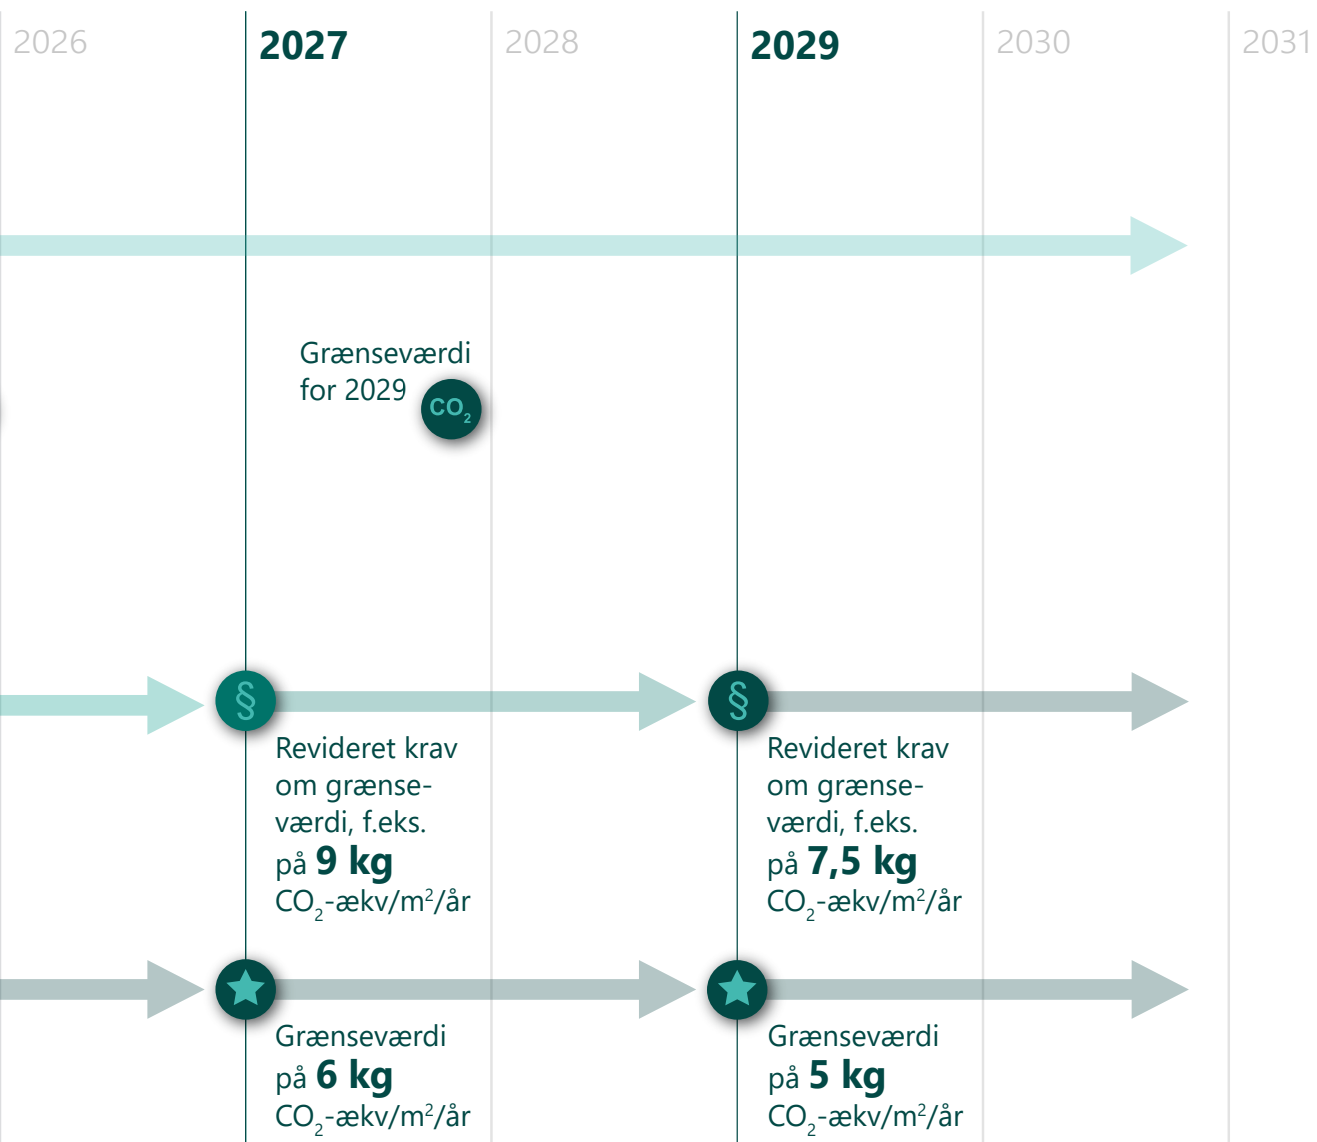 2026
2027
2028
2029
2030
2031
Grænseværdi
for 2029
CO₂
§
Revideret krav
om grænse-
værdi, f.eks.
på 9 kg
CO₂-ækv/m²/år
§
Revideret krav
om grænse-
værdi, f.eks.
på 7,5 kg
CO₂-ækv/m²/år
Grænseværdi
på 6 kg
CO₂-ækv/m²/år
Grænseværdi
på 5 kg
CO₂-ækv/m²/år